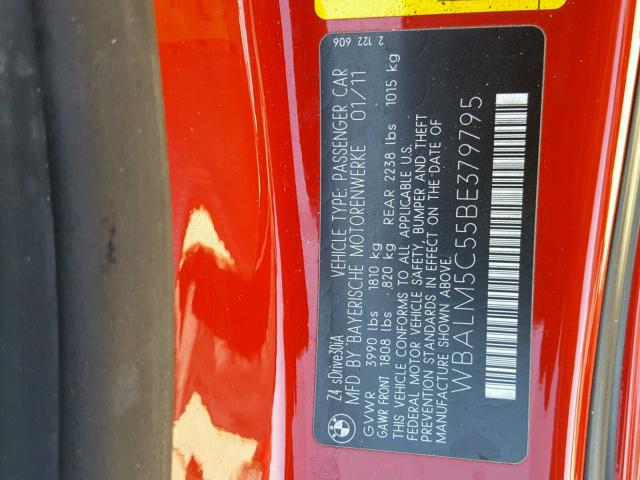 Z4 sDrive30iA VEHICLE TYPE: PASSENGER CAR
MFD BY BAYERISCHE MOTORENWERKE 01/11
GVWR 3990 lbs 1810 kg
GAWR FRONT 1808 lbs 820 kg REAR 2238 lbs 1015 kg
THIS VEHICLE CONFORMS TO ALL APPLICABLE U.S.
FEDERAL MOTOR VEHICLE SAFETY, BUMPER AND THEFT
PREVENTION STANDARDS IN EFFECT ON THE DATE OF
MANUFACTURE SHOWN ABOVE.
WBALM5C55BE379795
2 122 606
BMW